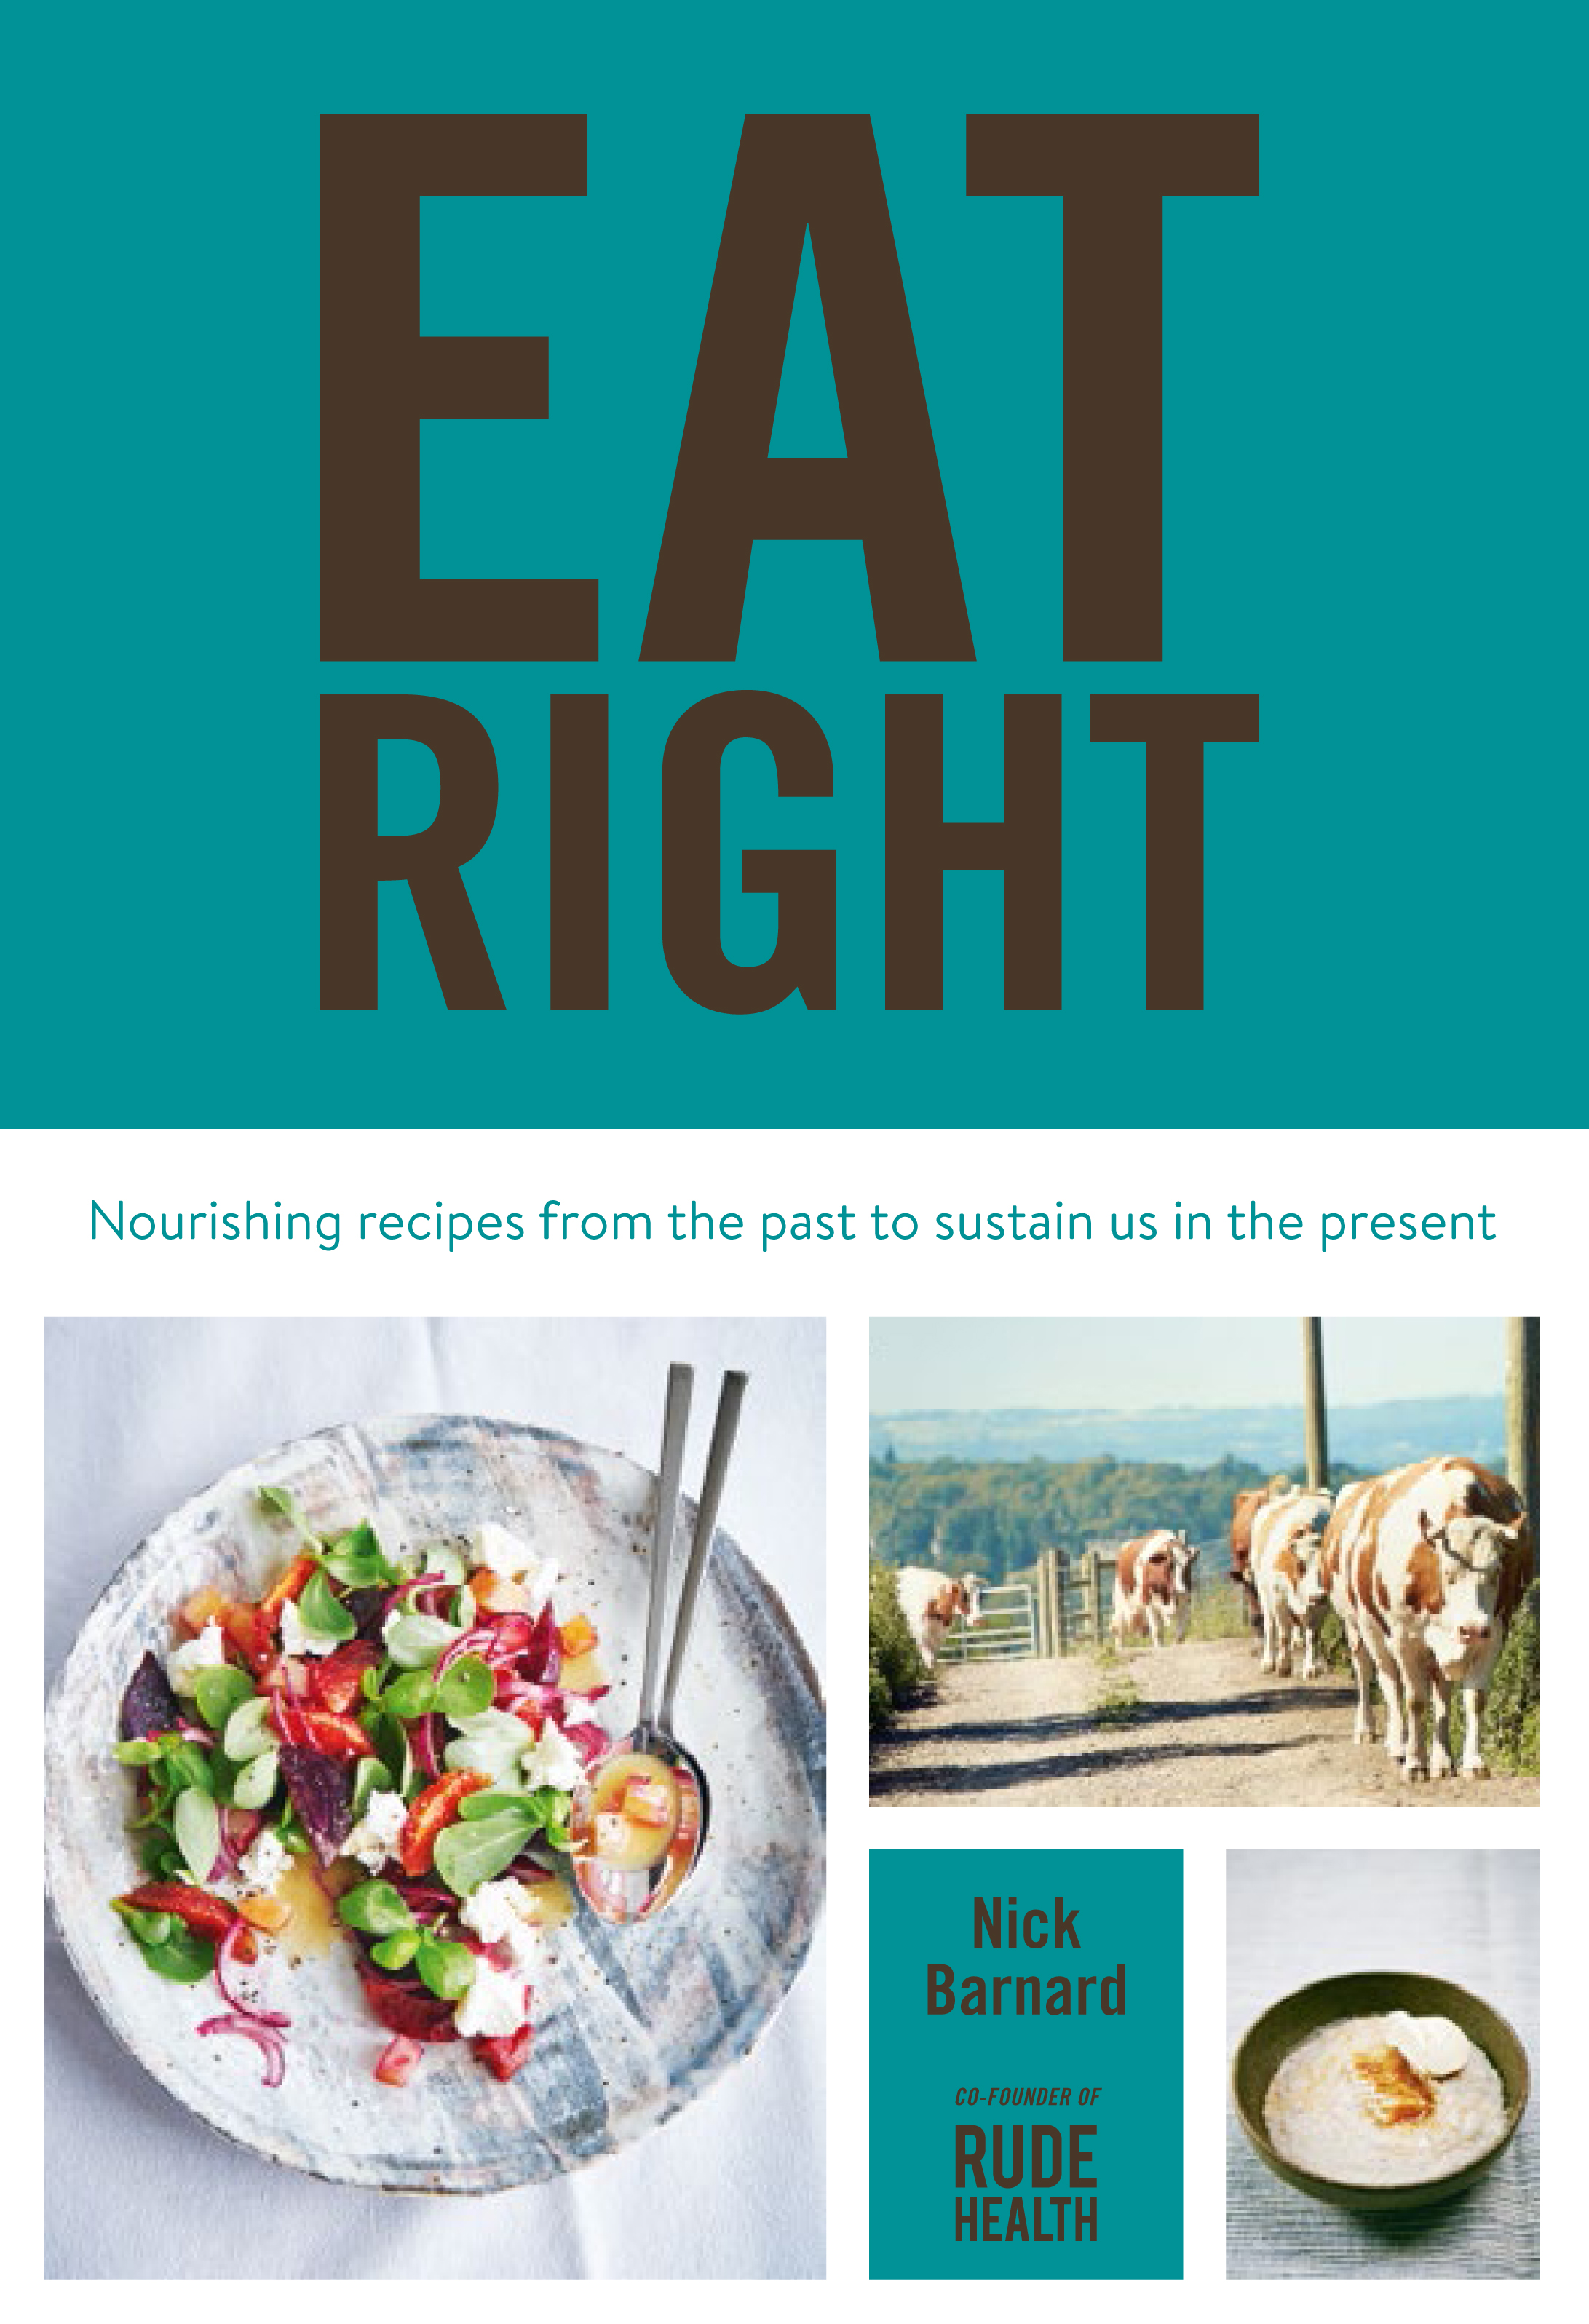 EAT
RIGHT
Nourishing recipes from the past to sustain us in the present
Nick
Barnard
CO-FOUNDER OF
RUDE
HEALTH